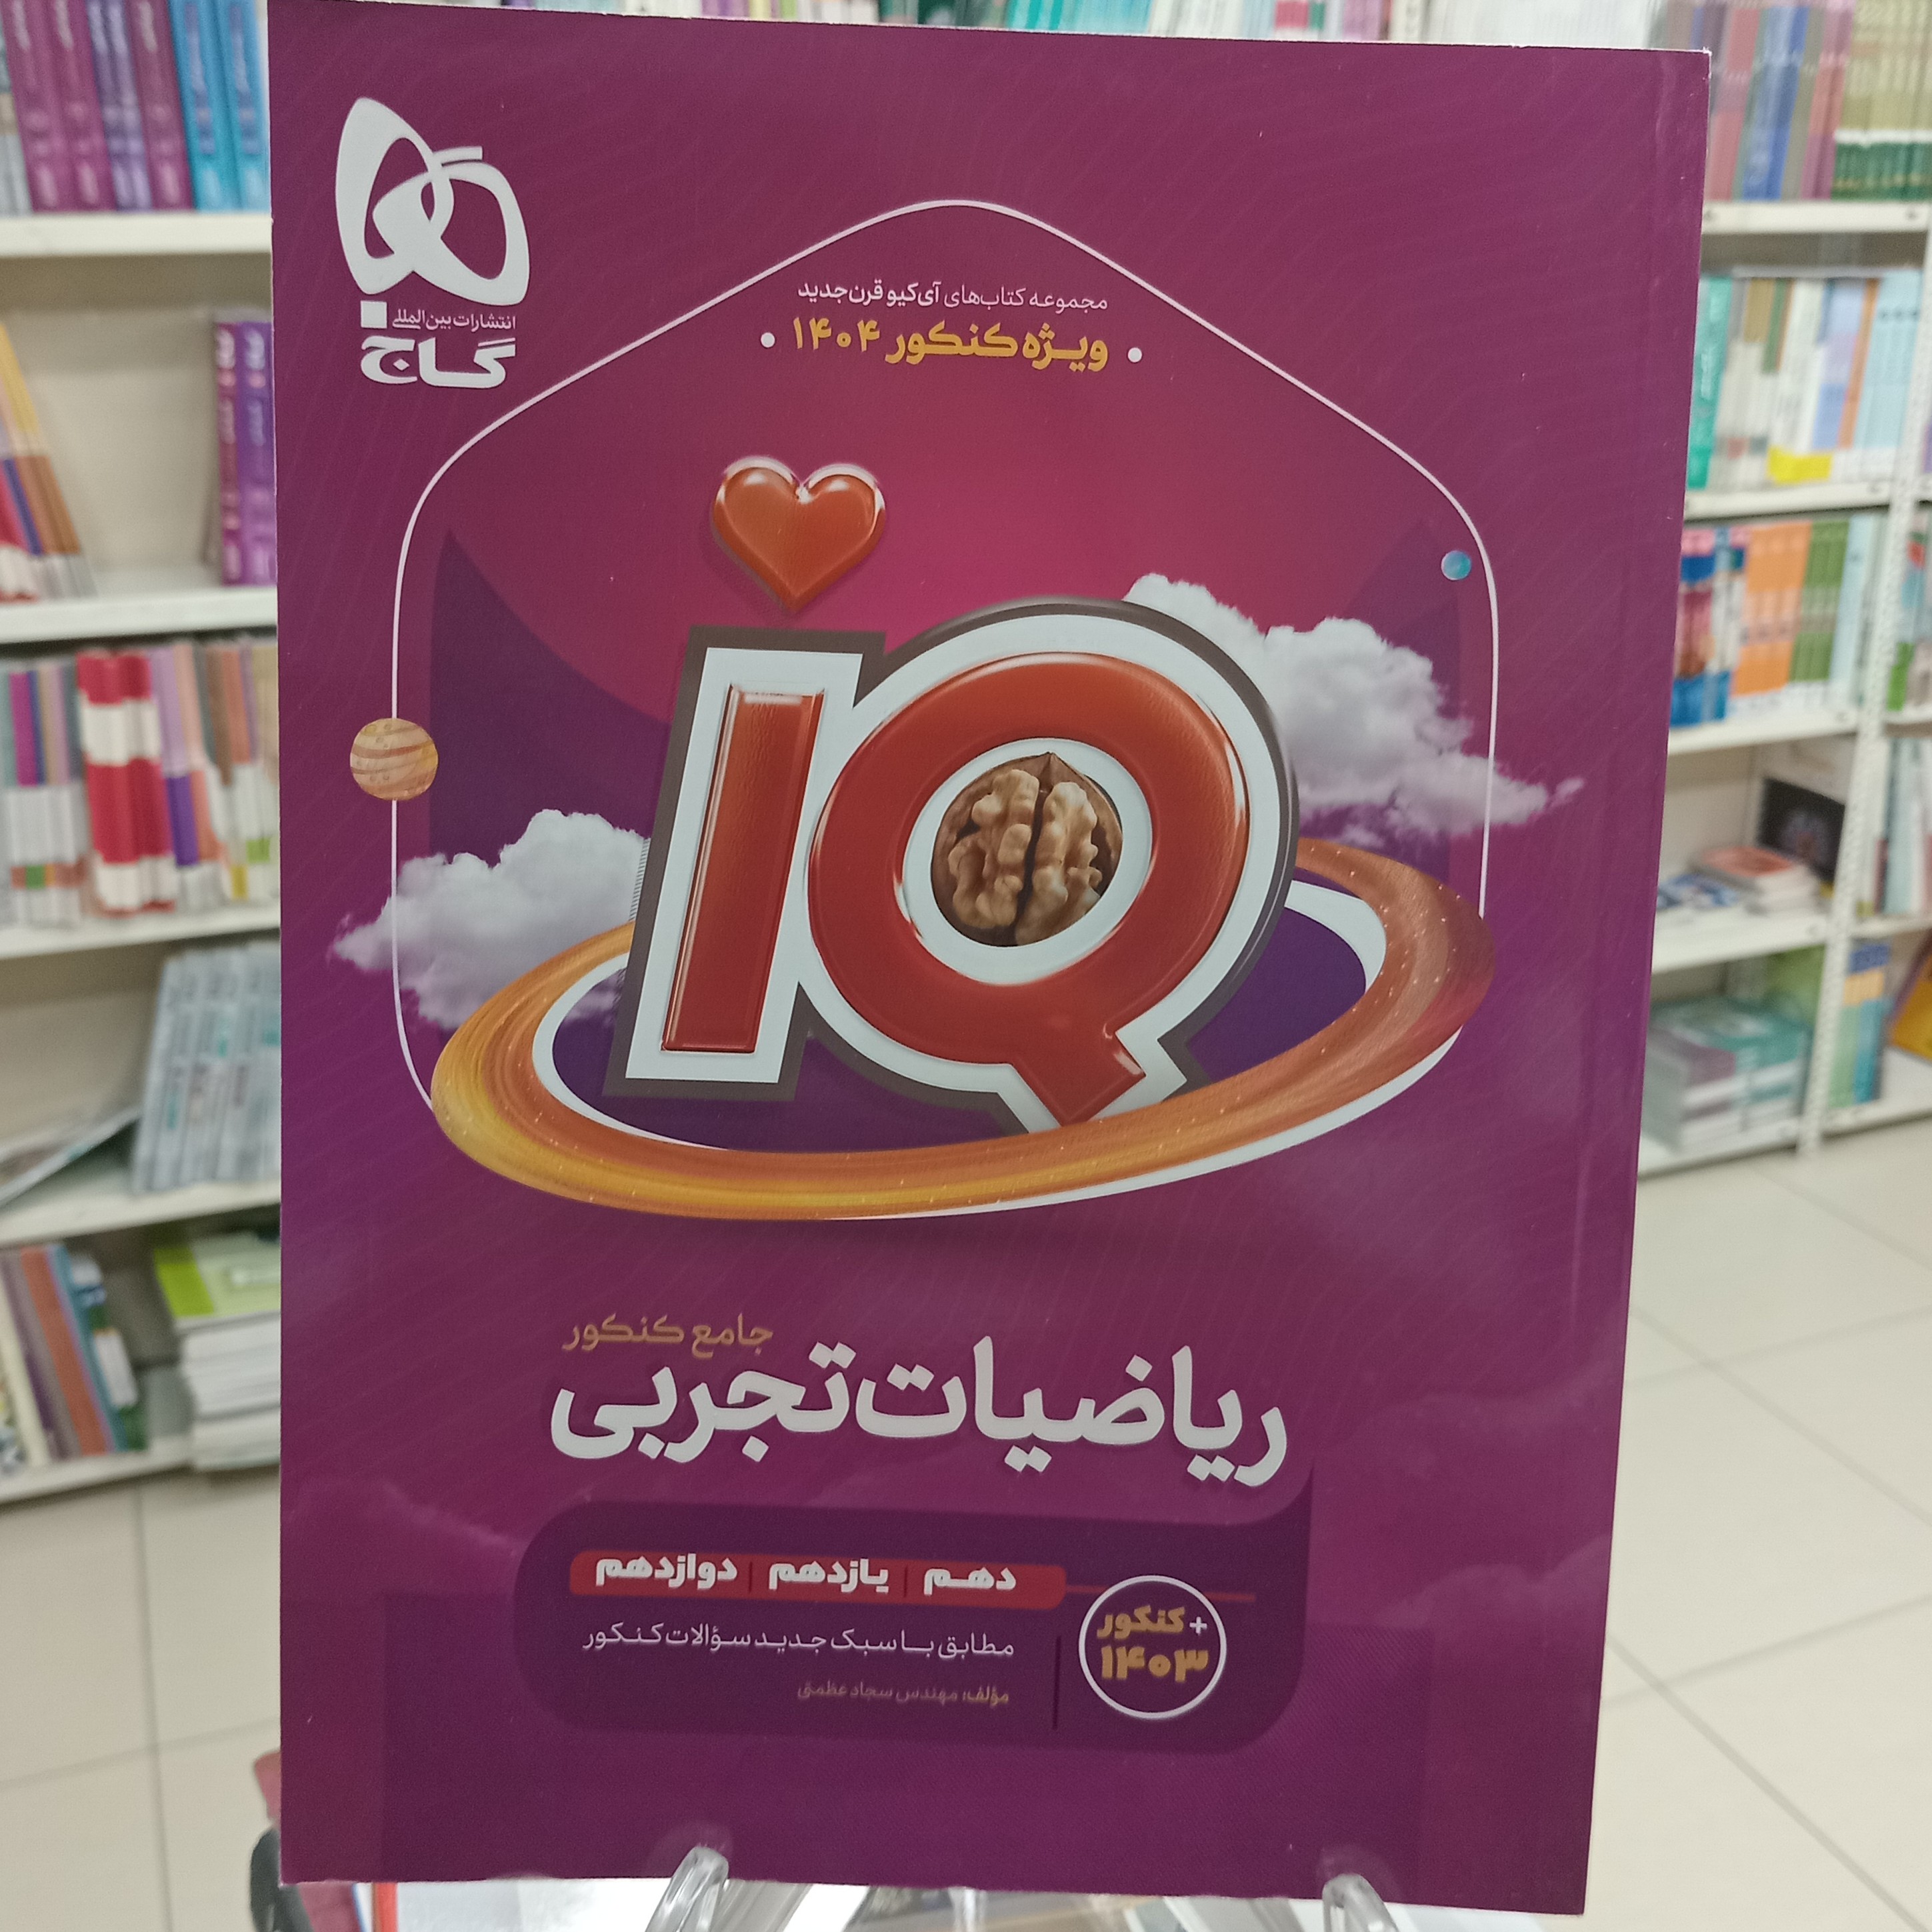 انتشارات بین‌المللی
گاج
مجموعه کتاب‌های آی‌کیو قرن جدید
• ویژه کنکور ۱۴۰۴ •
IQ
جامع کنکور
ریاضیات تجربی
دهم | یازدهم | دوازدهم
+ کنکور
۱۴۰۳
مطابق با سبک جدید سؤالات کنکور
مؤلف: مهندس سجاد عظمتی